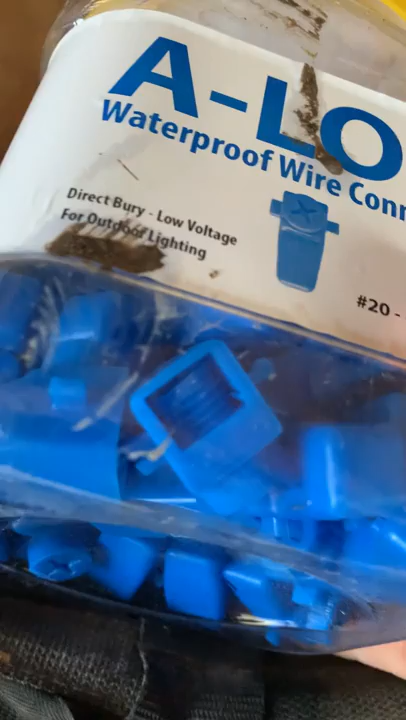 A-LO
Waterproof Wire Conn
Direct Bury - Low Voltage
For Outdoor Lighting
#20 -